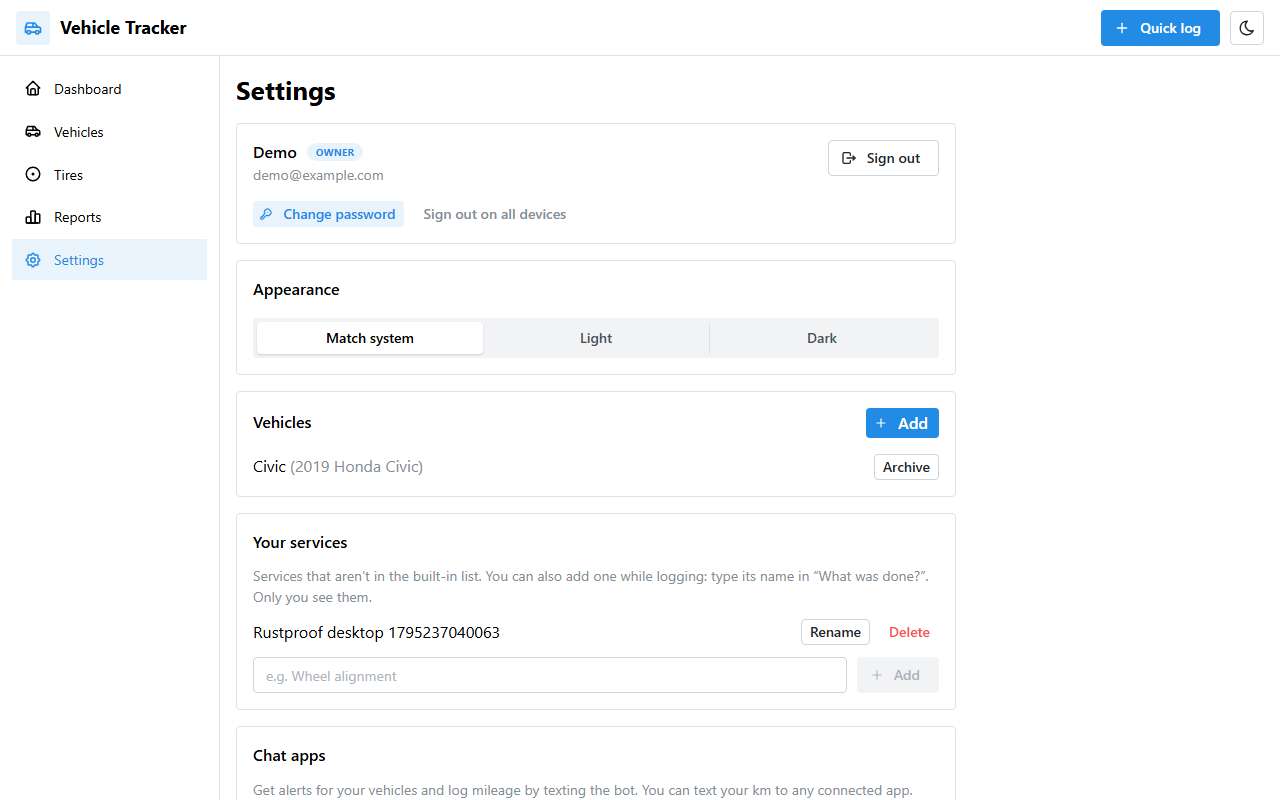 Vehicle Tracker
Quick log
Dashboard
Vehicles
Tires
Reports
Settings
Settings
Demo OWNER
demo@example.com
Sign out
Change password
Sign out on all devices
Appearance
Match system
Light
Dark
Vehicles
Add
Civic (2019 Honda Civic)
Archive
Your services
Services that aren't in the built-in list. You can also add one while logging: type its name in “What was done?”.
Only you see them.
Rustproof desktop 1795237040063
Rename
Delete
e.g. Wheel alignment
Add
Chat apps
Get alerts for your vehicles and log mileage by texting the bot. You can text your km to any connected app.